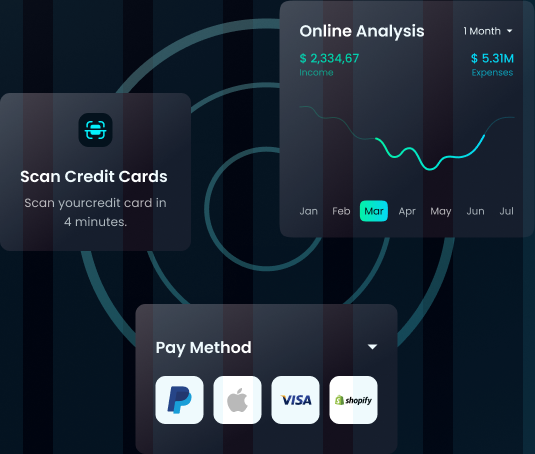 Online Analysis
1 Month
$ 2,334,67
$ 5.31M
Income
Expenses
Jan Feb Mar Apr May Jun Jul
Scan Credit Cards
Scan yourcredit card in
4 minutes.
Pay Method
VISA
shopify